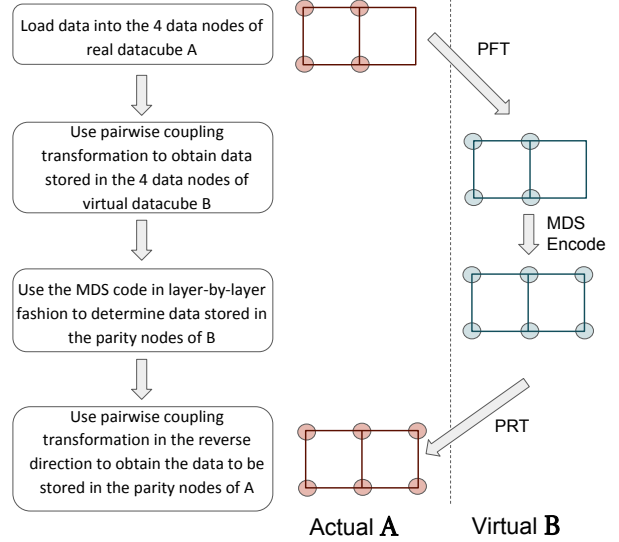 Load data into the 4 data nodes of
real datacube A
PFT
Use pairwise coupling
transformation to obtain data
stored in the 4 data nodes of
virtual datacube B
MDS
Encode
Use the MDS code in layer-by-layer
fashion to determine data stored in
the parity nodes of B
Use pairwise coupling
transformation in the reverse
direction to obtain the data to be
stored in the parity nodes of A
PRT
Actual A
Virtual B